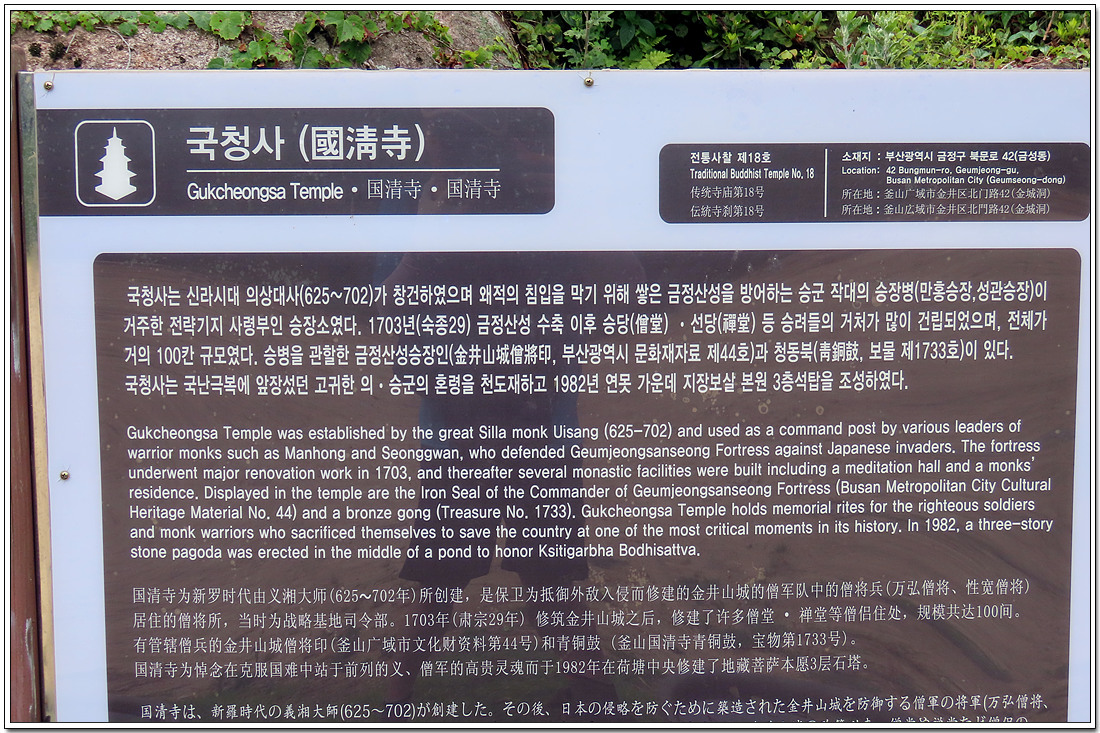 국청사 (國淸寺)
Gukcheongsa Temple • 国清寺 • 国清寺
전통사찰 제18호
Traditional Buddhist Temple No. 18
传统寺庙第18号
伝統寺刹第18号
소재지 : 부산광역시 금정구 북문로 42(금성동)
Location: 42 Bungmun-ro, Geumjeong-gu,
Busan Metropolitan City (Geumseong-dong)
所在地 : 釜山广域市金井区北门路42(金城洞)
所在地 : 釜山広域市金井区北門路42(金城洞)
국청사는 신라시대 의상대사(625~702)가 창건하였으며 왜적의 침입을 막기 위해 쌓은 금정산성을 방어하는 승군 작대의 승장병(만홍승장,성관승장)이
거주한 전략기지 사령부인 승장소였다. 1703년(숙종29) 금정산성 수축 이후 승당(僧堂) · 선당(禪堂) 등 승려들의 거처가 많이 건립되었으며, 전체가
거의 100칸 규모였다. 승병을 관할한 금정산성승장인(金井山城僧將印, 부산광역시 문화재자료 제44호)과 청동북(靑銅鼓, 보물 제1733호)이 있다.
국청사는 국난극복에 앞장섰던 고귀한 의 · 승군의 혼령을 천도재하고 1982년 연못 가운데 지장보살 본원 3층석탑을 조성하였다.
Gukcheongsa Temple was established by the great Silla monk Uisang (625-702) and used as a command post by various leaders of
warrior monks such as Manhong and Seonggwan, who defended Geumjeongsanseong Fortress against Japanese invaders. The fortress
underwent major renovation work in 1703, and thereafter several monastic facilities were built including a meditation hall and a monks'
residence. Displayed in the temple are the Iron Seal of the Commander of Geumjeongsanseong Fortress (Busan Metropolitan City Cultural
Heritage Material No. 44) and a bronze gong (Treasure No. 1733). Gukcheongsa Temple holds memorial rites for the righteous soldiers
and monk warriors who sacrificed themselves to save the country at one of the most critical moments in its history. In 1982, a three-story
stone pagoda was erected in the middle of a pond to honor Ksitigarbha Bodhisattva.
国清寺为新罗时代由义湘大师(625~702年)所创建，是保卫为抵御外敌入侵而修建的金井山城的僧军队中的僧将兵(万弘僧将、性宽僧将)
居住的僧将所，当时为战略基地司令部。1703年(肃宗29年) 修筑金井山城之后，修建了许多僧堂 · 禅堂等僧侣住处，规模共达100间。
有管辖僧兵的金井山城僧将印(釜山广域市文化财资料第44号)和青铜鼓 (釜山国清寺青铜鼓，宝物第1733号)。
国清寺为悼念在克服国难中站于前列的义、僧军的高贵灵魂而于1982年在荷塘中央修建了地藏菩萨本愿3层石塔。
国清寺は、新羅時代の義湘大師(625~702)が創建した。その後、日本の侵略を防ぐために築造された金井山城を防御する僧軍の将軍(万弘僧将、